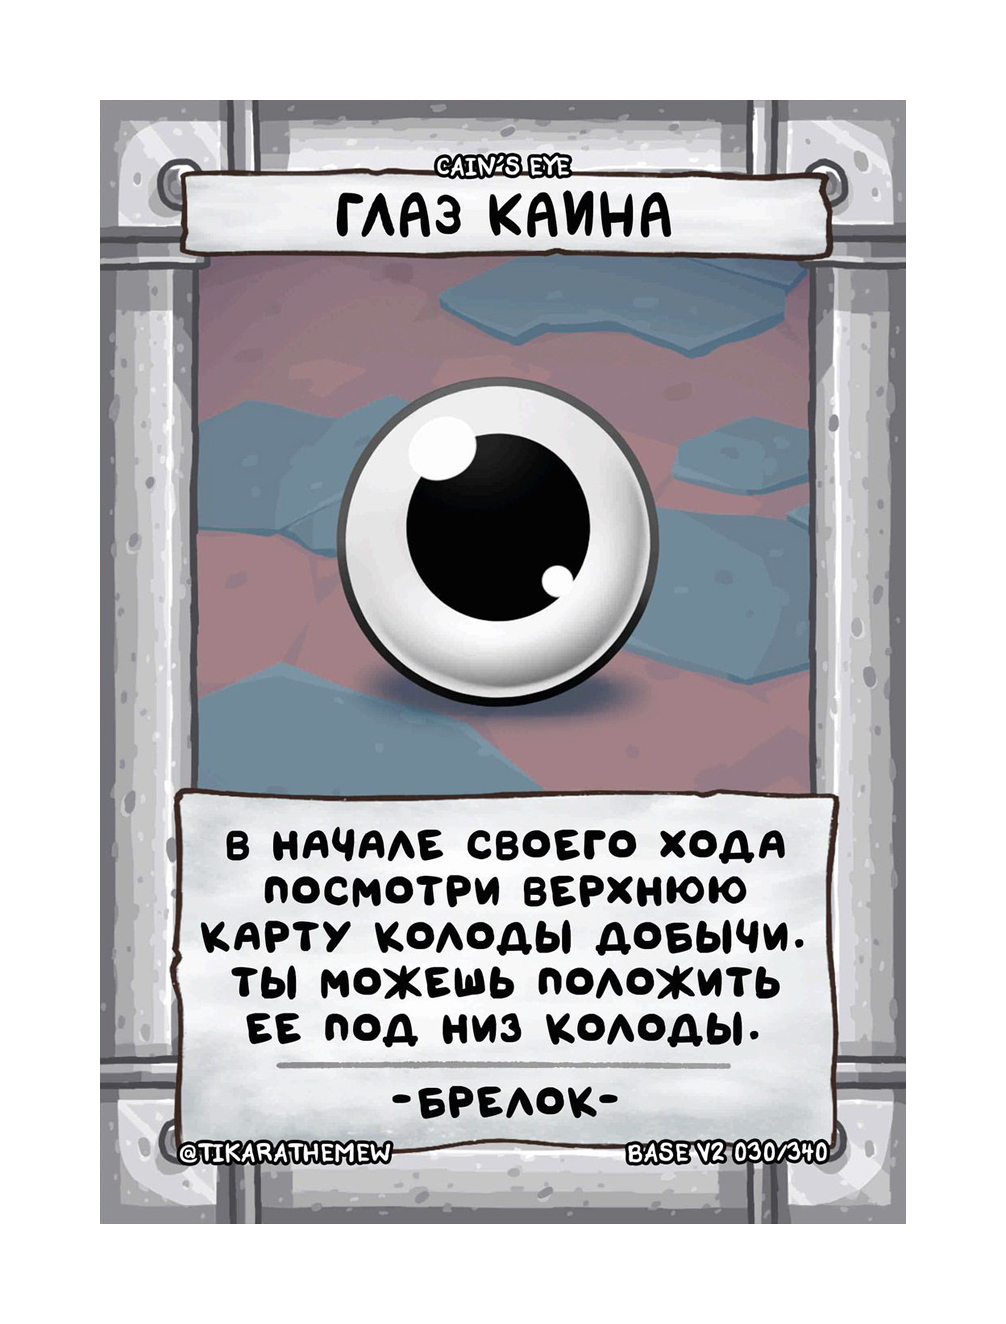 CAIN'S EYE
ГЛАЗ КАИНА
В НАЧАЛЕ СВОЕГО ХОДА
ПОСМОТРИ ВЕРХНЮЮ
КАРТУ КОЛОДЫ ДОБЫЧИ.
ТЫ МОЖЕШЬ ПОЛОЖИТЬ
ЕЕ ПОД НИЗ КОЛОДЫ.
-БРЕЛОК-
@TIKARATHEMEW
BASE V2 030/340